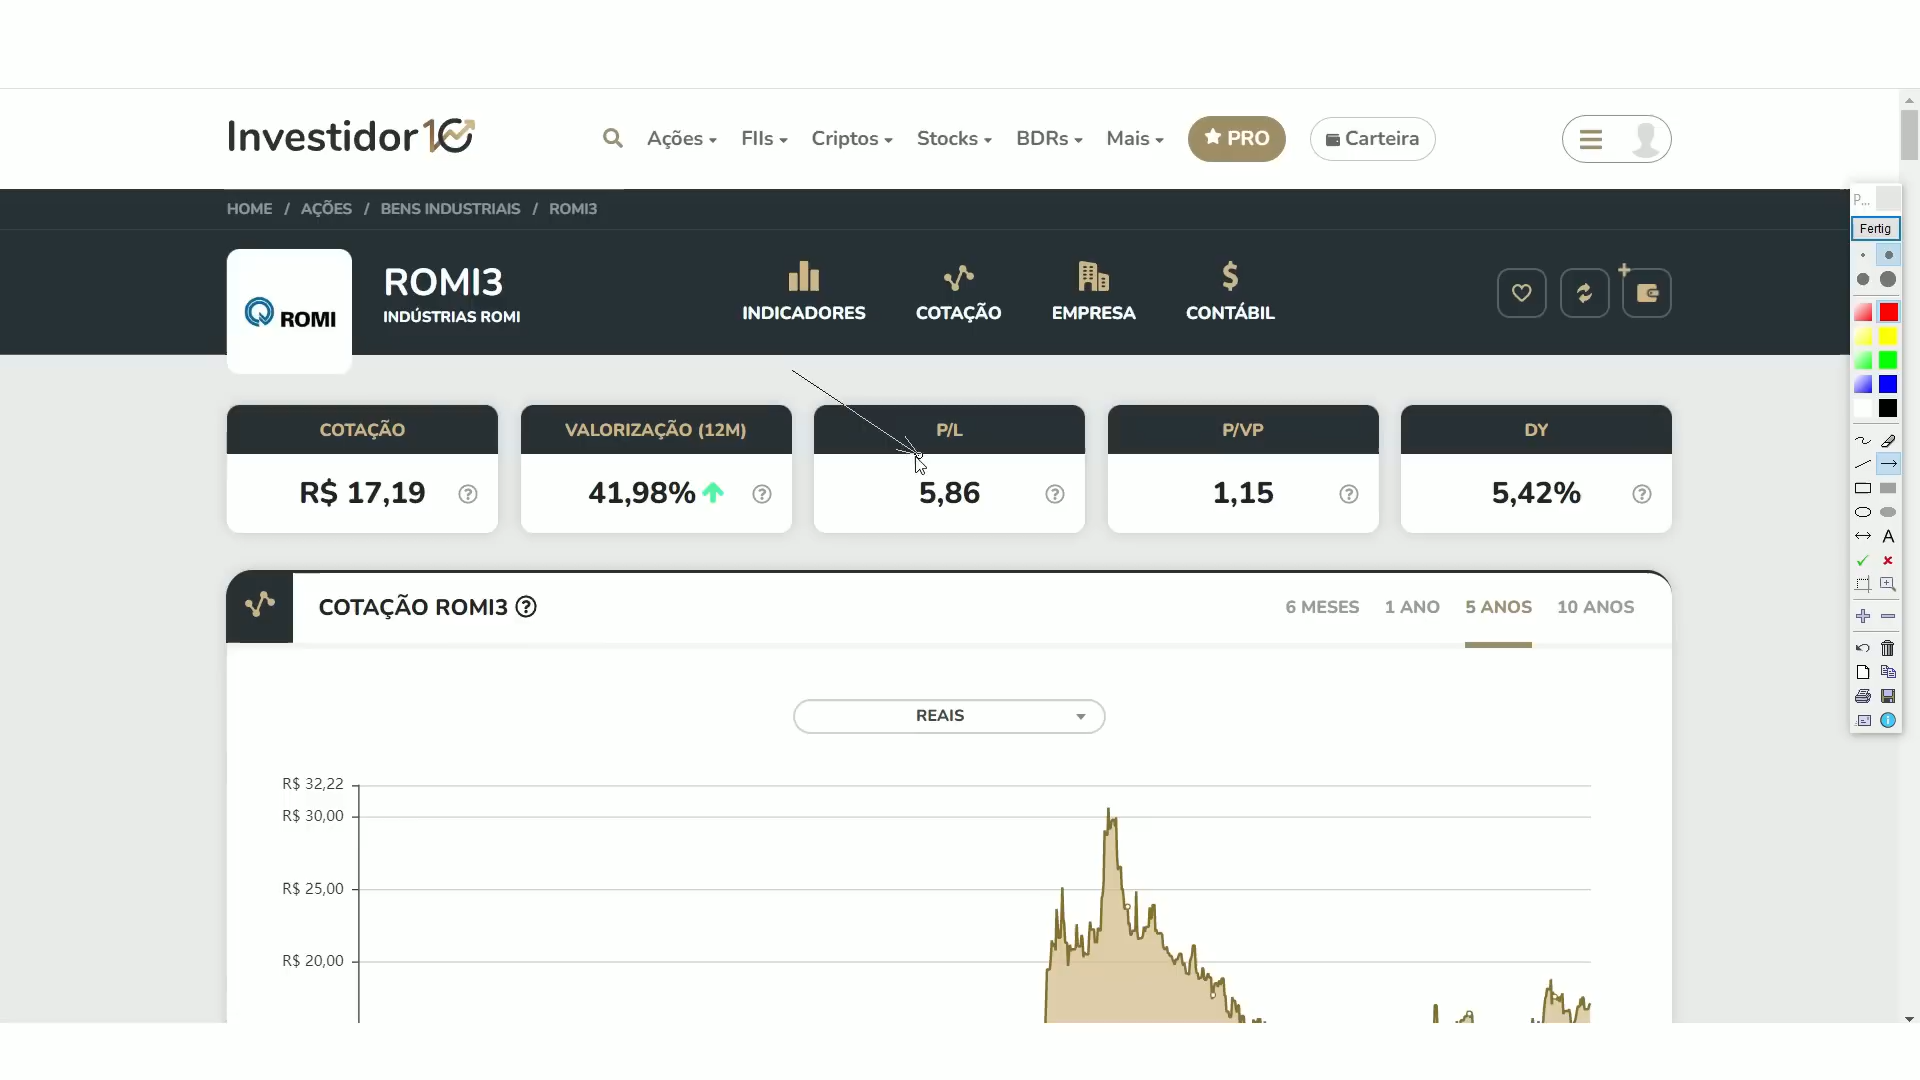 Investidor10
Ações
FIIs
Criptos
Stocks
BDRs
Mais
PRO
Carteira
HOME / AÇÕES / BENS INDUSTRIAIS / ROMI3
P...
Fertig
ROMI
ROMI3
INDÚSTRIAS ROMI
INDICADORES
COTAÇÃO
EMPRESA
CONTÁBIL
COTAÇÃO
R$ 17,19
VALORIZAÇÃO (12M)
41,98%
P/L
5,86
P/VP
1,15
DY
5,42%
A
COTAÇÃO ROMI3
6 MESES
1 ANO
5 ANOS
10 ANOS
REAIS
R$ 32,22
R$ 30,00
R$ 25,00
R$ 20,00